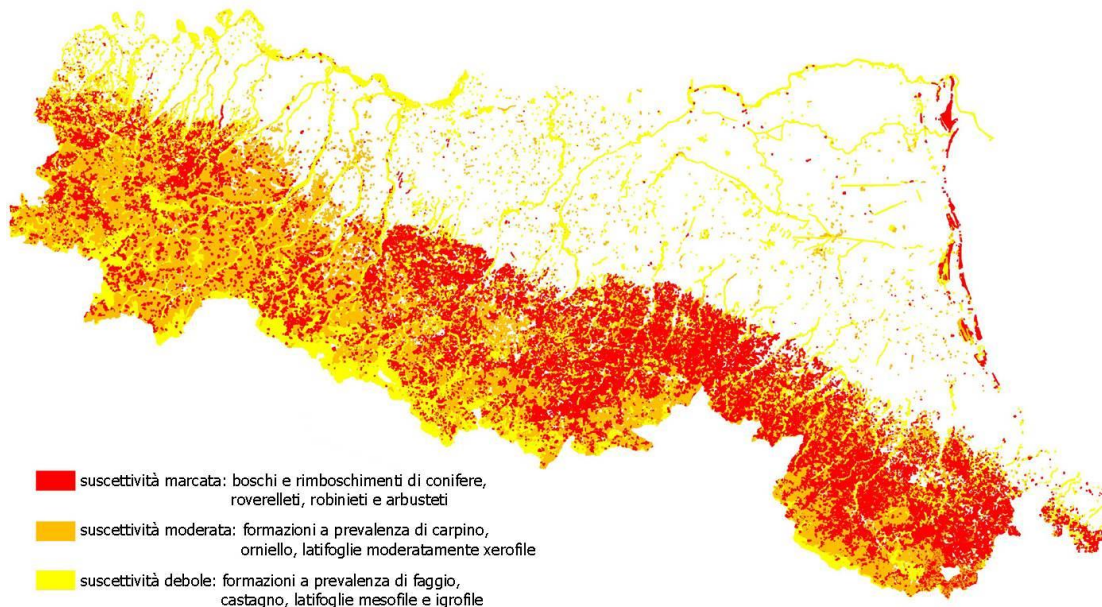 suscettività marcata: boschi e rimboschimenti di conifere,
roverelleti, robinieti e arbusteti
suscettività moderata: formazioni a prevalenza di carpino,
orniello, latifoglie moderatamente xerofile
suscettività debole: formazioni a prevalenza di faggio,
castagno, latifoglie mesofile e igrofile